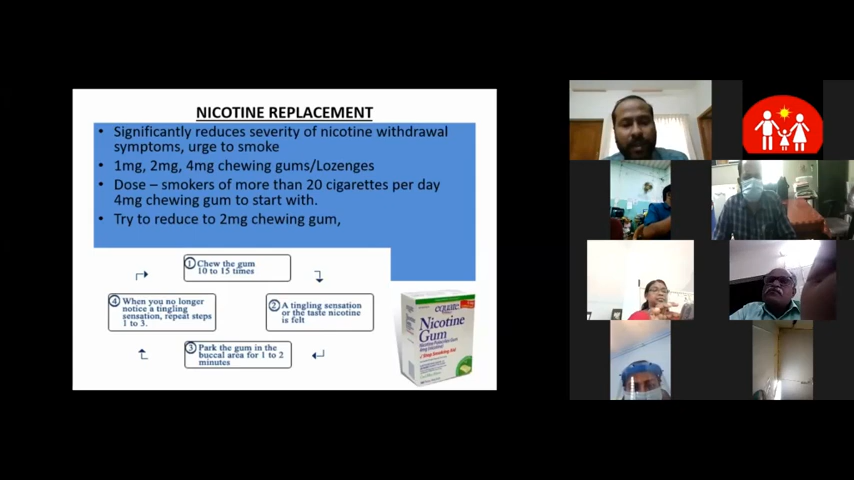 NICOTINE REPLACEMENT
• Significantly reduces severity of nicotine withdrawal
symptoms, urge to smoke
• 1mg, 2mg, 4mg chewing gums/Lozenges
• Dose – smokers of more than 20 cigarettes per day
4mg chewing gum to start with.
• Try to reduce to 2mg chewing gum,
1 Chew the gum
10 to 15 times
2 A tingling sensation
or the taste nicotine
is felt
3 Park the gum in the
buccal area for 1 to 2
minutes
4 When you no longer
notice a tingling
sensation, repeat steps
1 to 3.
equate
Nicotine
Gum
Stop Smoking Aid